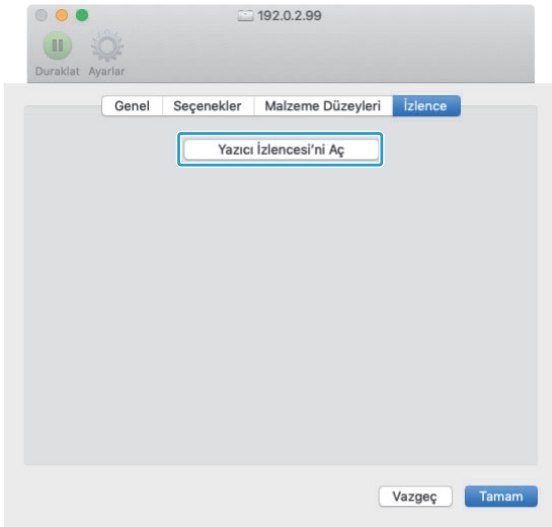 192.0.2.99
Duraklat Ayarlar
Genel Seçenekler Malzeme Düzeyleri İzlence
Yazıcı İzlencesi'ni Aç
Vazgeç Tamam